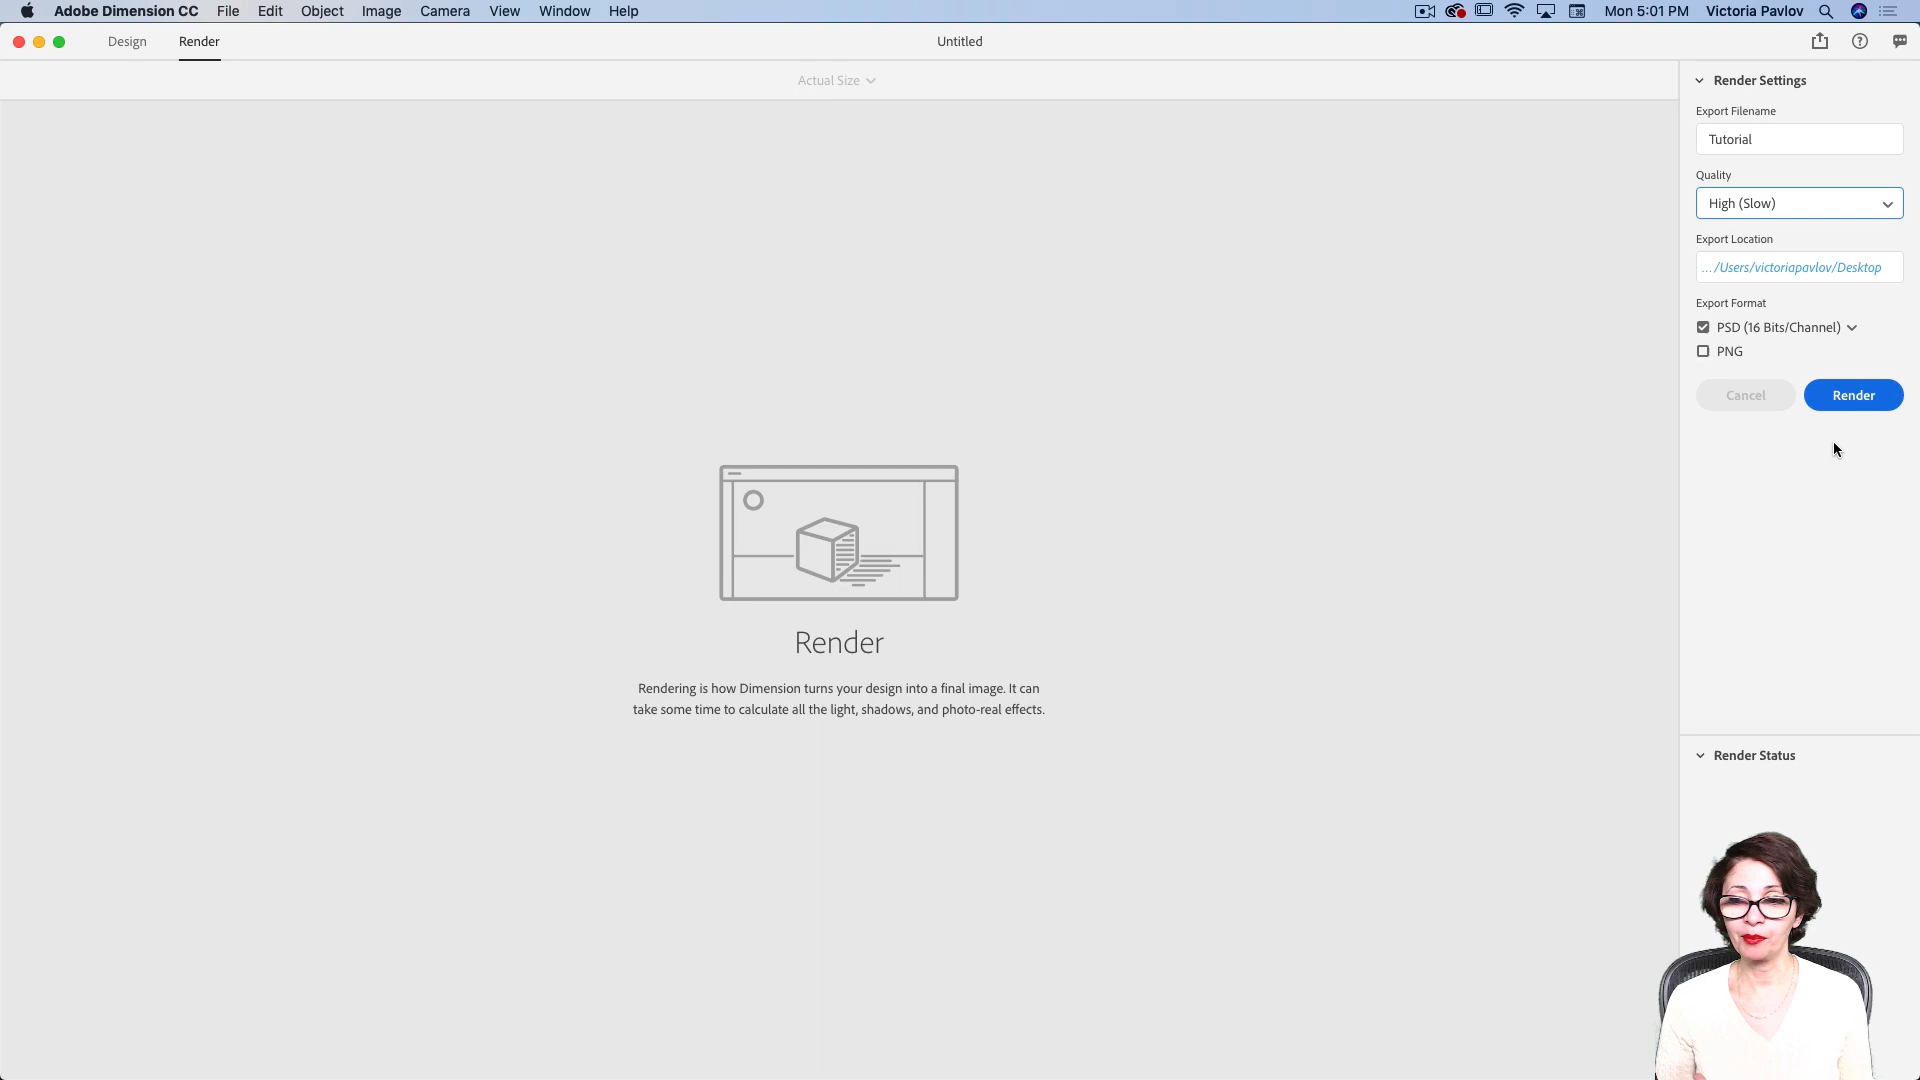 Adobe Dimension CC File Edit Object Image Camera View Window Help Mon 5:01 PM Victoria Pavlov
Design Render Untitled
Actual Size
Render Settings
Export Filename
Tutorial
Quality
High (Slow)
Export Location
.../Users/victoriapavlov/Desktop
Export Format
PSD (16 Bits/Channel)
PNG
Cancel Render
Render
Rendering is how Dimension turns your design into a final image. It can
take some time to calculate all the light, shadows, and photo-real effects.
Render Status